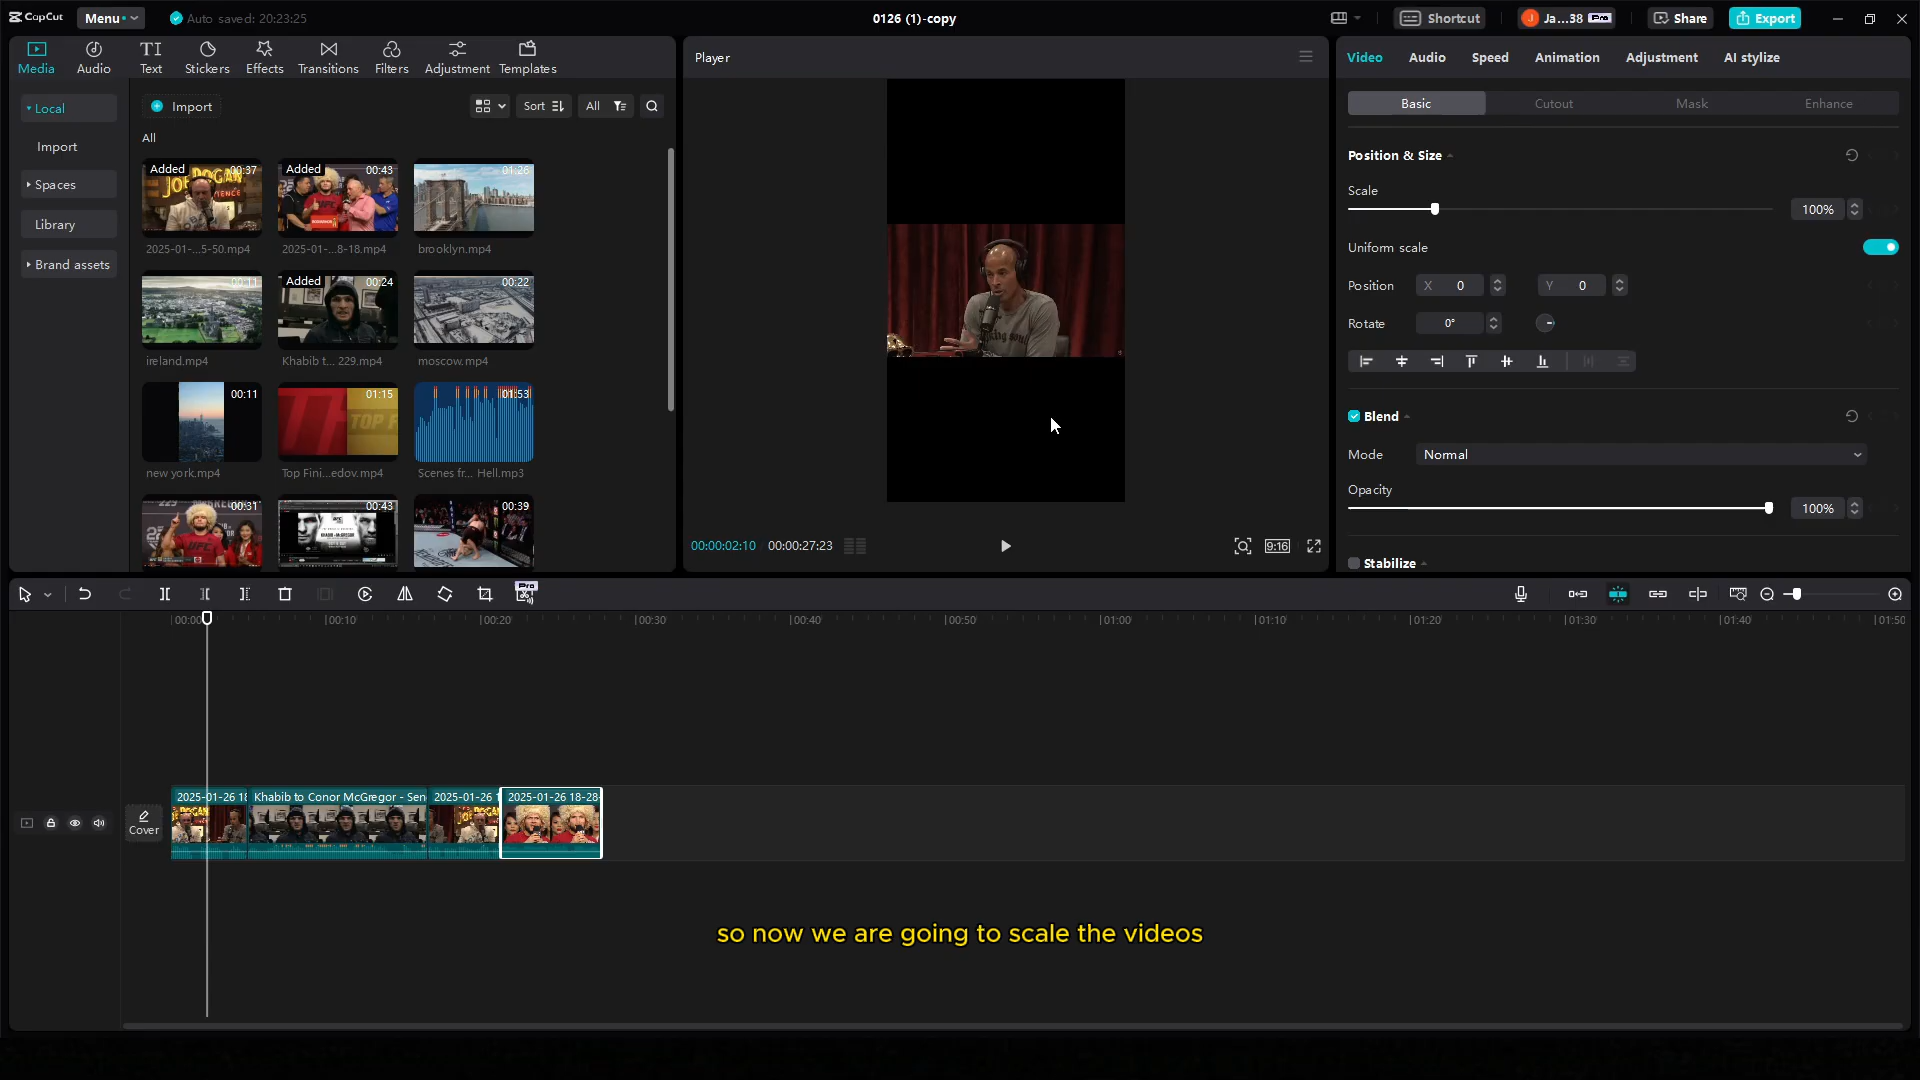 CapCut
Menu
Auto saved: 20:23:25
0126 (1)-copy
Shortcut
J
Ja...38
Pro
Share
Export
Media
Audio
TI
Text
Stickers
Effects
Transitions
Filters
Adjustment
Templates
Local
Import
Spaces
Library
Brand assets
Import
Sort
All
All
Added
00:37
2025-01-...5-50.mp4
Added
00:43
2025-01-...8-18.mp4
01:26
brooklyn.mp4
00:11
ireland.mp4
Added
00:24
Khabib t... 229.mp4
00:22
moscow.mp4
00:11
new york.mp4
01:15
Top Fini...edov.mp4
01:53
Scenes fr... Hell.mp3
00:31
00:43
00:39
Player
00:00:02:10
00:00:27:23
9:16
Video
Audio
Speed
Animation
Adjustment
AI stylize
Basic
Cutout
Mask
Enhance
Position & Size
Scale
100%
Uniform scale
Position
X 0
Y 0
Rotate
0°
Blend
Mode
Normal
Opacity
100%
Stabilize
Pro
00:00
00:10
00:20
00:30
00:40
00:50
01:00
01:10
01:20
01:30
01:40
01:50
Cover
2025-01-26 18
Khabib to Conor McGregor - Sen
2025-01-26 1
2025-01-26 18-28-
so now we are going to scale the videos